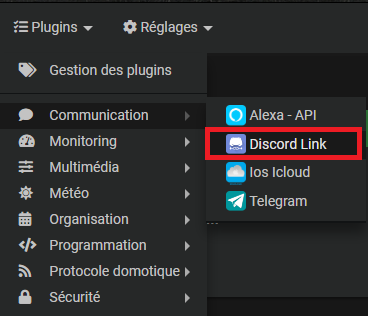 Plugins Réglages
Gestion des plugins
Communication
Alexa - API
Discord Link
Ios Icloud
Telegram
Monitoring
Multimédia
Météo
Organisation
Programmation
Protocole domotique
Sécurité